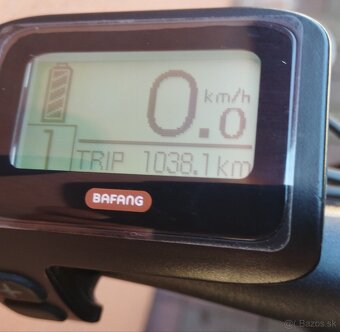 0.0 km/h
1
TRIP 1038.1km
BAFANG
+
© Bazos.sk